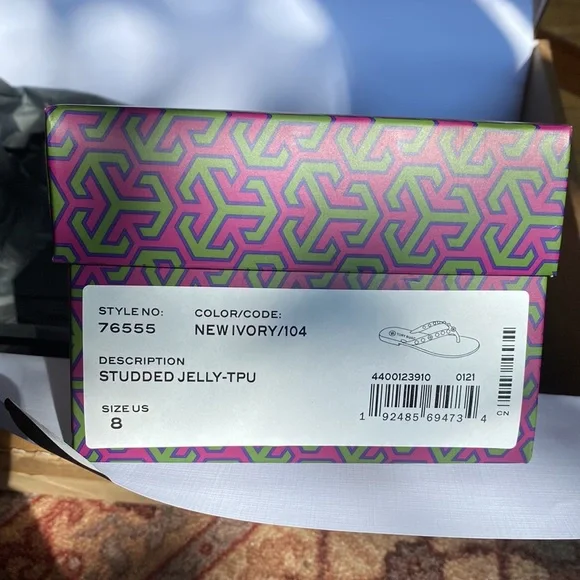 STYLE NO: COLOR/CODE:
76555 NEW IVORY/104
DESCRIPTION
STUDDED JELLY-TPU
SIZE US
8
4400123910 0121
1 92485 69473 4
CN